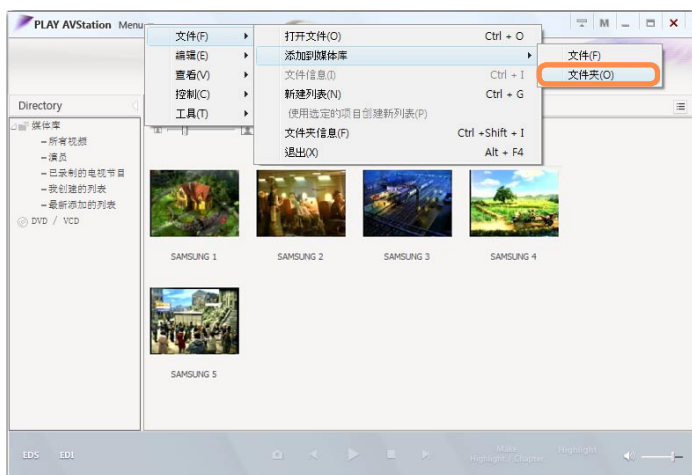 PLAY AVStation Menu
M
文件(F)
编辑(E)
查看(V)
控制(C)
工具(T)
打开文件(O) Ctrl + O
添加到媒体库
文件信息(I) Ctrl + I
新建列表(N) Ctrl + G
使用选定的项目创建新列表(P)
文件夹信息(F) Ctrl +Shift + I
退出(X) Alt + F4
文件(F)
文件夹(O)
Directory
媒体库
所有视频
演员
已录制的电视节目
我创建的列表
最新添加的列表
DVD / VCD
SAMSUNG 1
SAMSUNG 2
SAMSUNG 3
SAMSUNG 4
SAMSUNG 5
EDS EDI
Make
Highlight / Chapter
Highlight